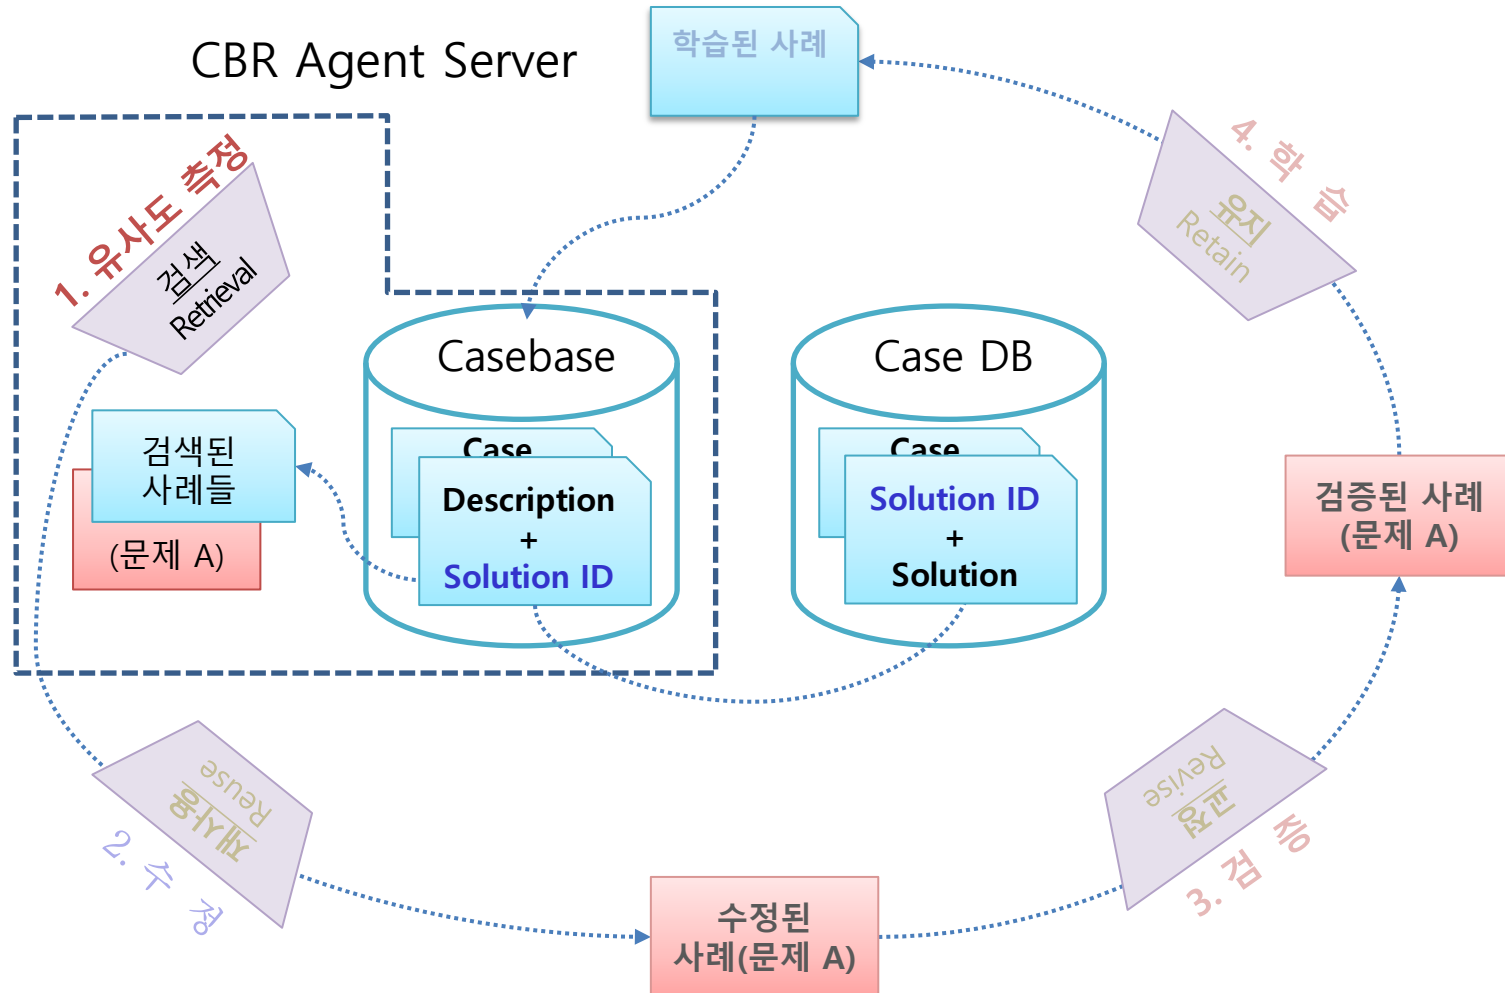 CBR Agent Server
학습된 사례
1. 유사도 측정
검색
Retrieval
4. 학 습
유지
Retain
Casebase
Case
Description
+
Solution ID
Case DB
Case
Solution ID
+
Solution
검색된
사례들
(문제 A)
검증된 사례
(문제 A)
Reuse
재사용
2. 수 정
Revise
교정
3. 검 증
수정된
사례(문제 A)